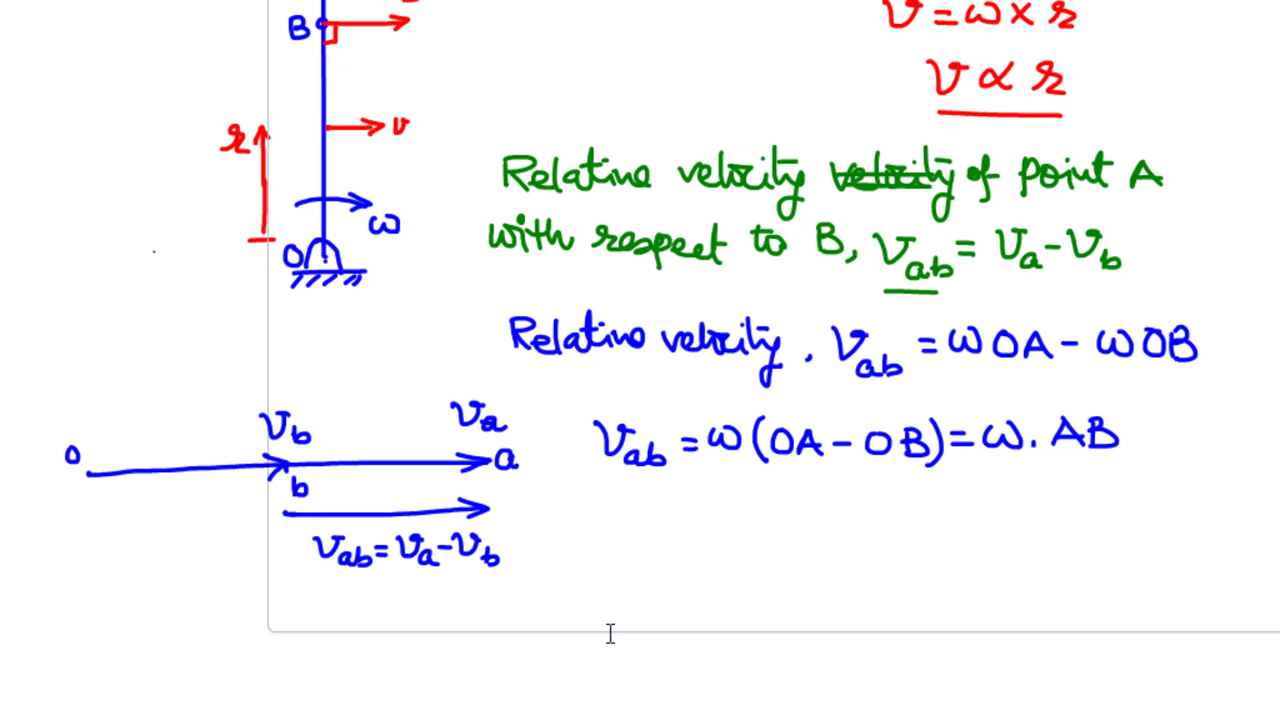 B
v = ω × r
v ∝ r
r
v
ω
O
Relative velocity velocity of point A
with respect to B, Vab = Va - Vb
Relative velocity, Vab = ω OA - ω OB
Vab = ω (OA - OB) = ω. AB
o
Vb
Va
a
b
Vab = Va - Vb